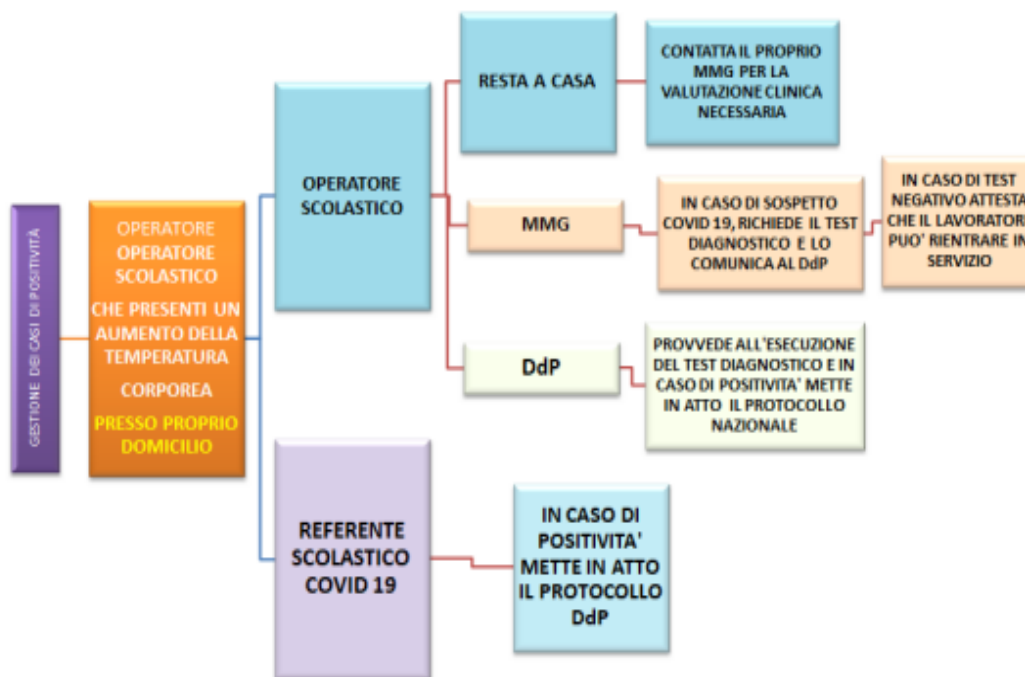 GESTIONE DEI CASI DI POSITIVITÀ
OPERATORE
OPERATORE
SCOLASTICO
CHE PRESENTI UN
AUMENTO DELLA
TEMPERATURA
CORPOREA
PRESSO PROPRIO
DOMICILIO
OPERATORE
SCOLASTICO
RESTA A CASA
CONTATTA IL PROPRIO
MMG PER LA
VALUTAZIONE CLINICA
NECESSARIA
MMG
IN CASO DI SOSPETTO
COVID 19, RICHIEDE IL TEST
DIAGNOSTICO E LO
COMUNICA AL DdP
IN CASO DI TEST
NEGATIVO ATTESTA
CHE IL LAVORATORE
PUO' RIENTRARE IN
SERVIZIO
DdP
PROVVEDE ALL'ESECUZIONE
DEL TEST DIAGNOSTICO E IN
CASO DI POSITIVITA' METTE
IN ATTO IL PROTOCOLLO
NAZIONALE
REFERENTE
SCOLASTICO
COVID 19
IN CASO DI
POSITIVITA'
METTE IN ATTO
IL PROTOCOLLO
DdP